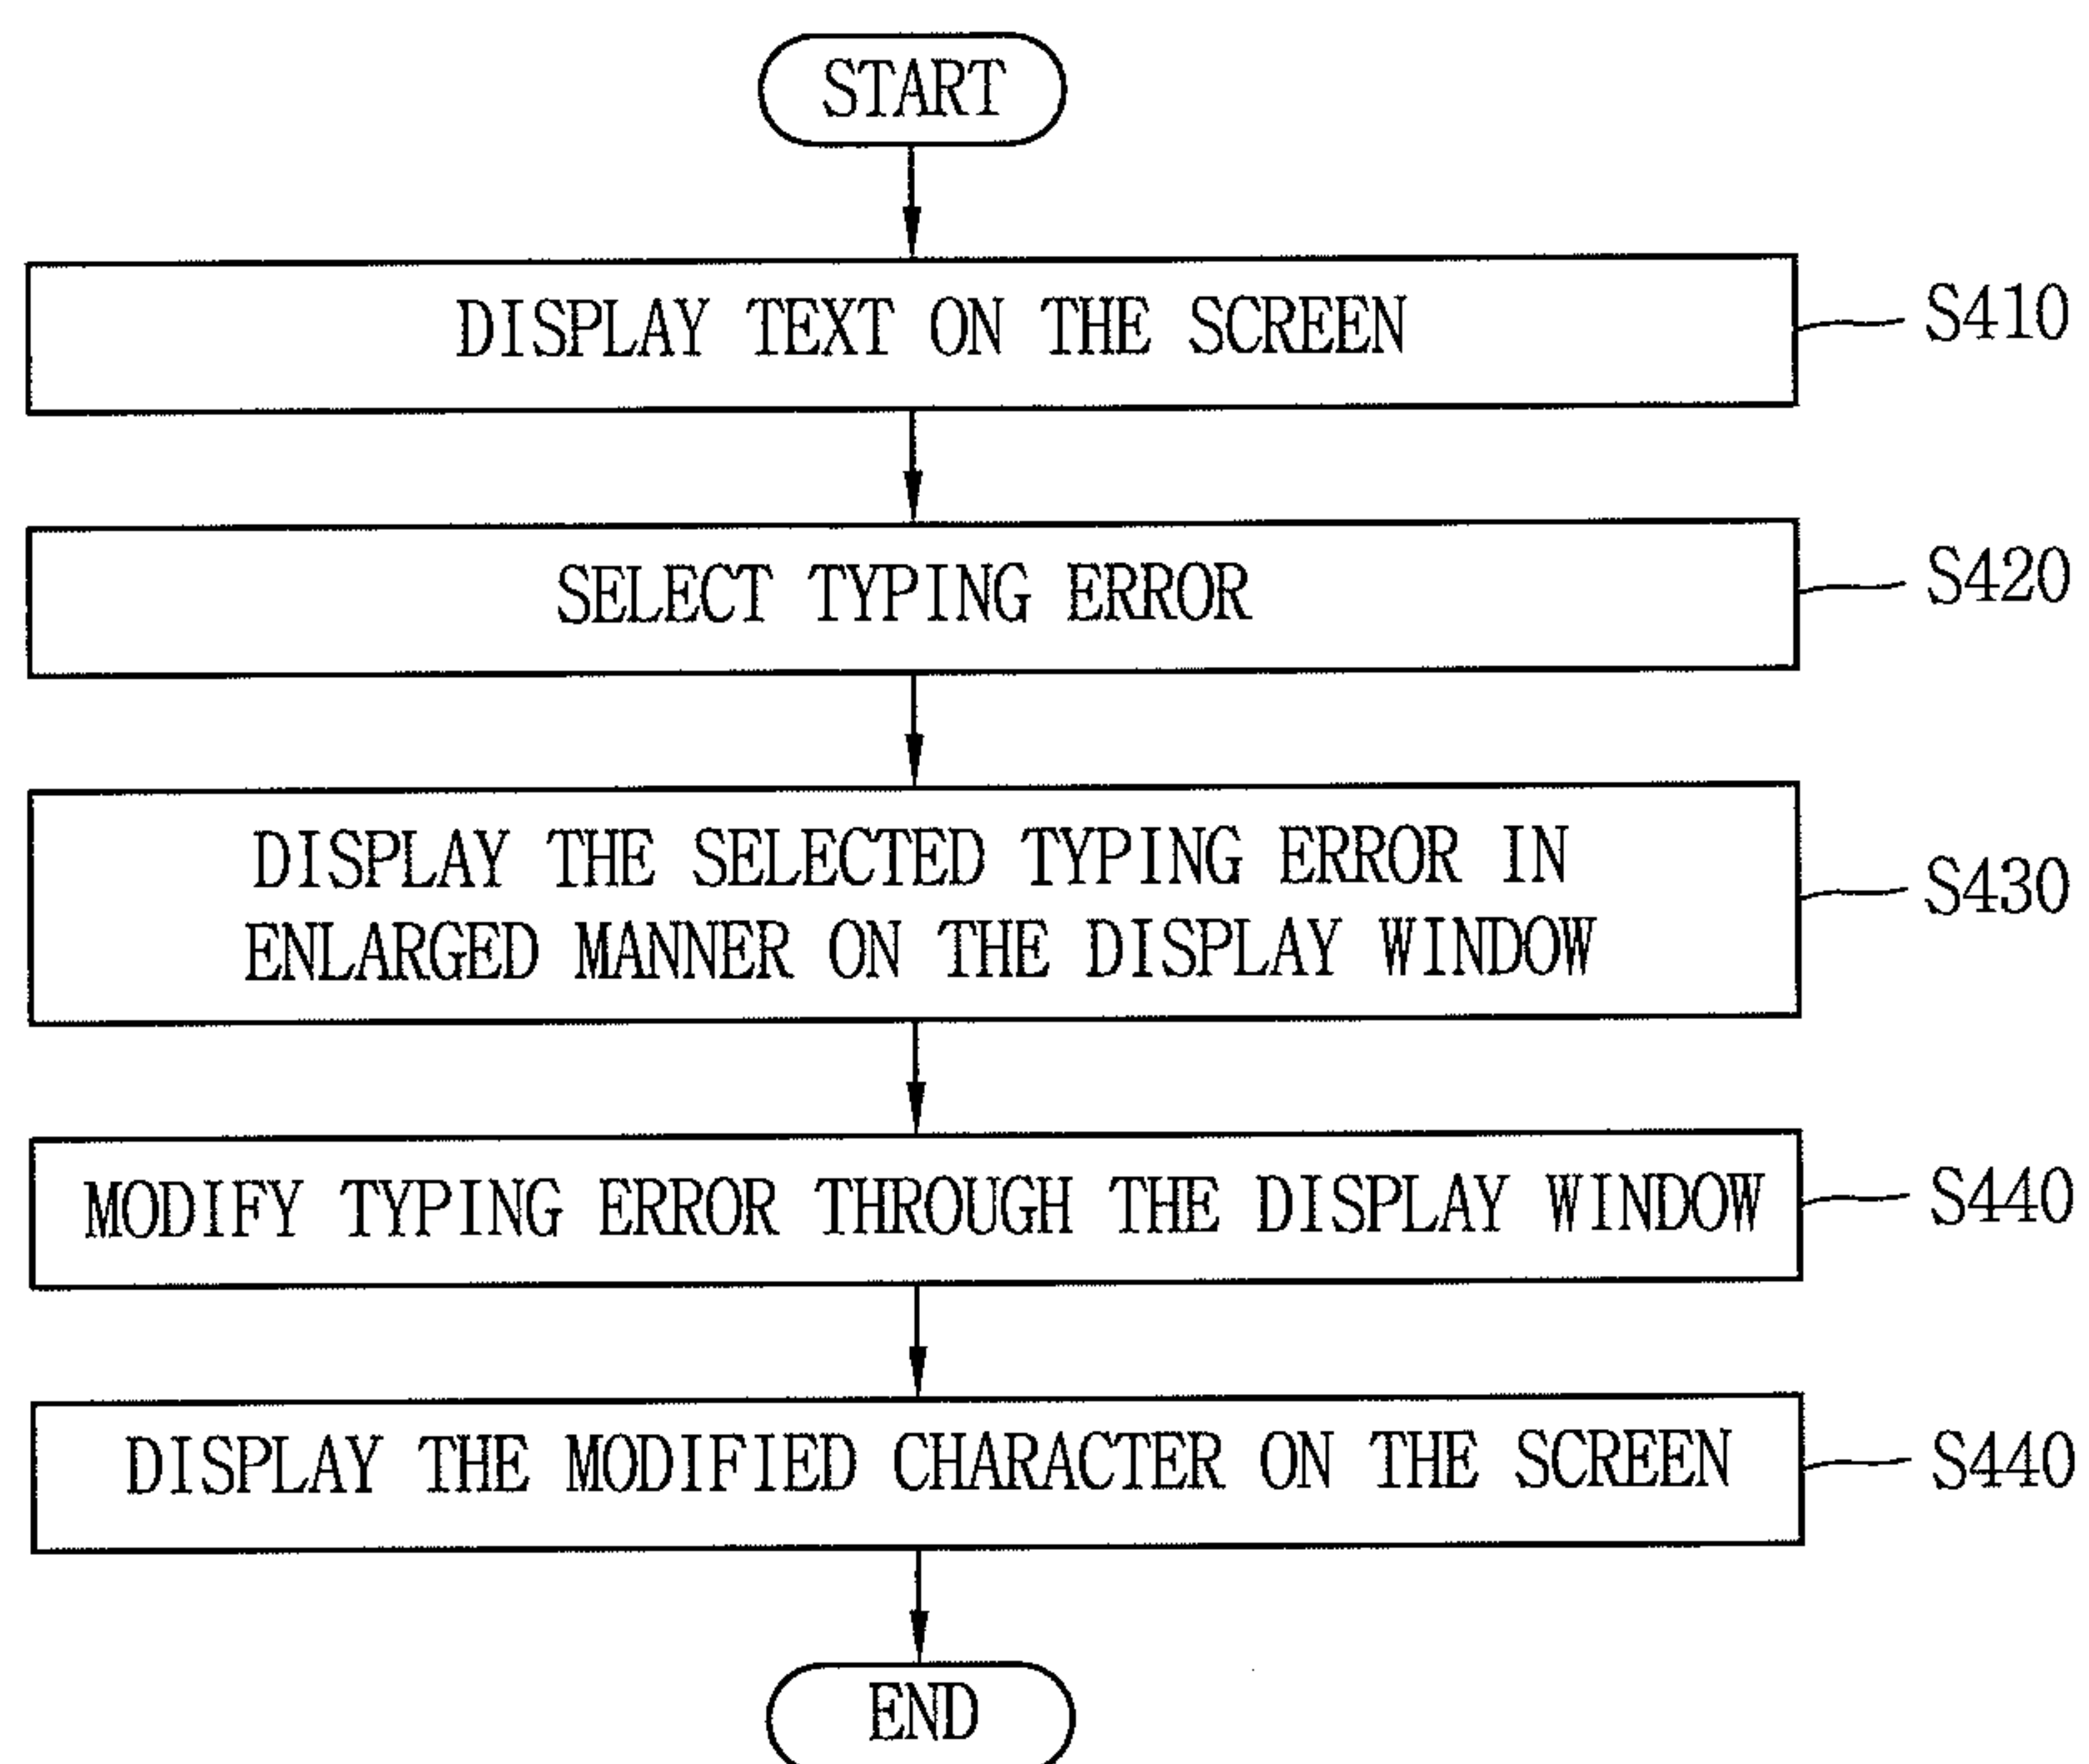 START
DISPLAY TEXT ON THE SCREEN
S410
SELECT TYPING ERROR
S420
DISPLAY THE SELECTED TYPING ERROR IN
ENLARGED MANNER ON THE DISPLAY WINDOW
S430
MODIFY TYPING ERROR THROUGH THE DISPLAY WINDOW
S440
DISPLAY THE MODIFIED CHARACTER ON THE SCREEN
S440
END